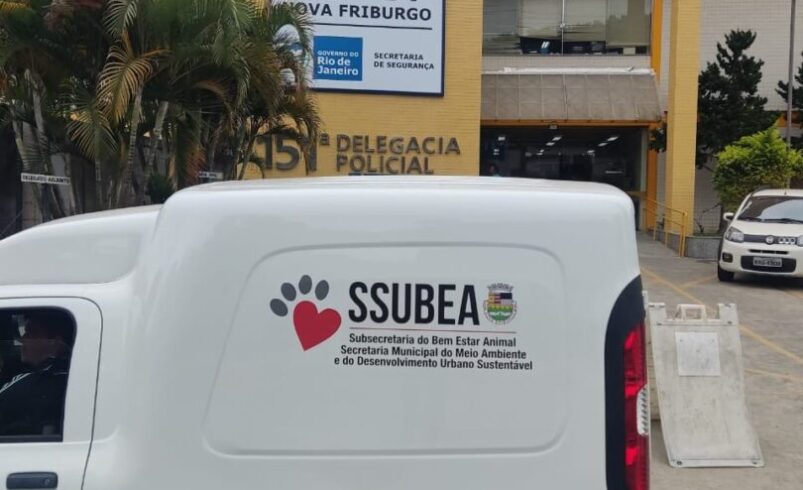 NOVA FRIBURGO
GOVERNO DO
Rio de
Janeiro
SECRETARIA
DE SEGURANÇA
151ª DELEGACIA
POLICIAL
SSUBEA
Subsecretaria do Bem Estar Animal
Secretaria Municipal do Meio Ambiente
e do Desenvolvimento Urbano Sustentável